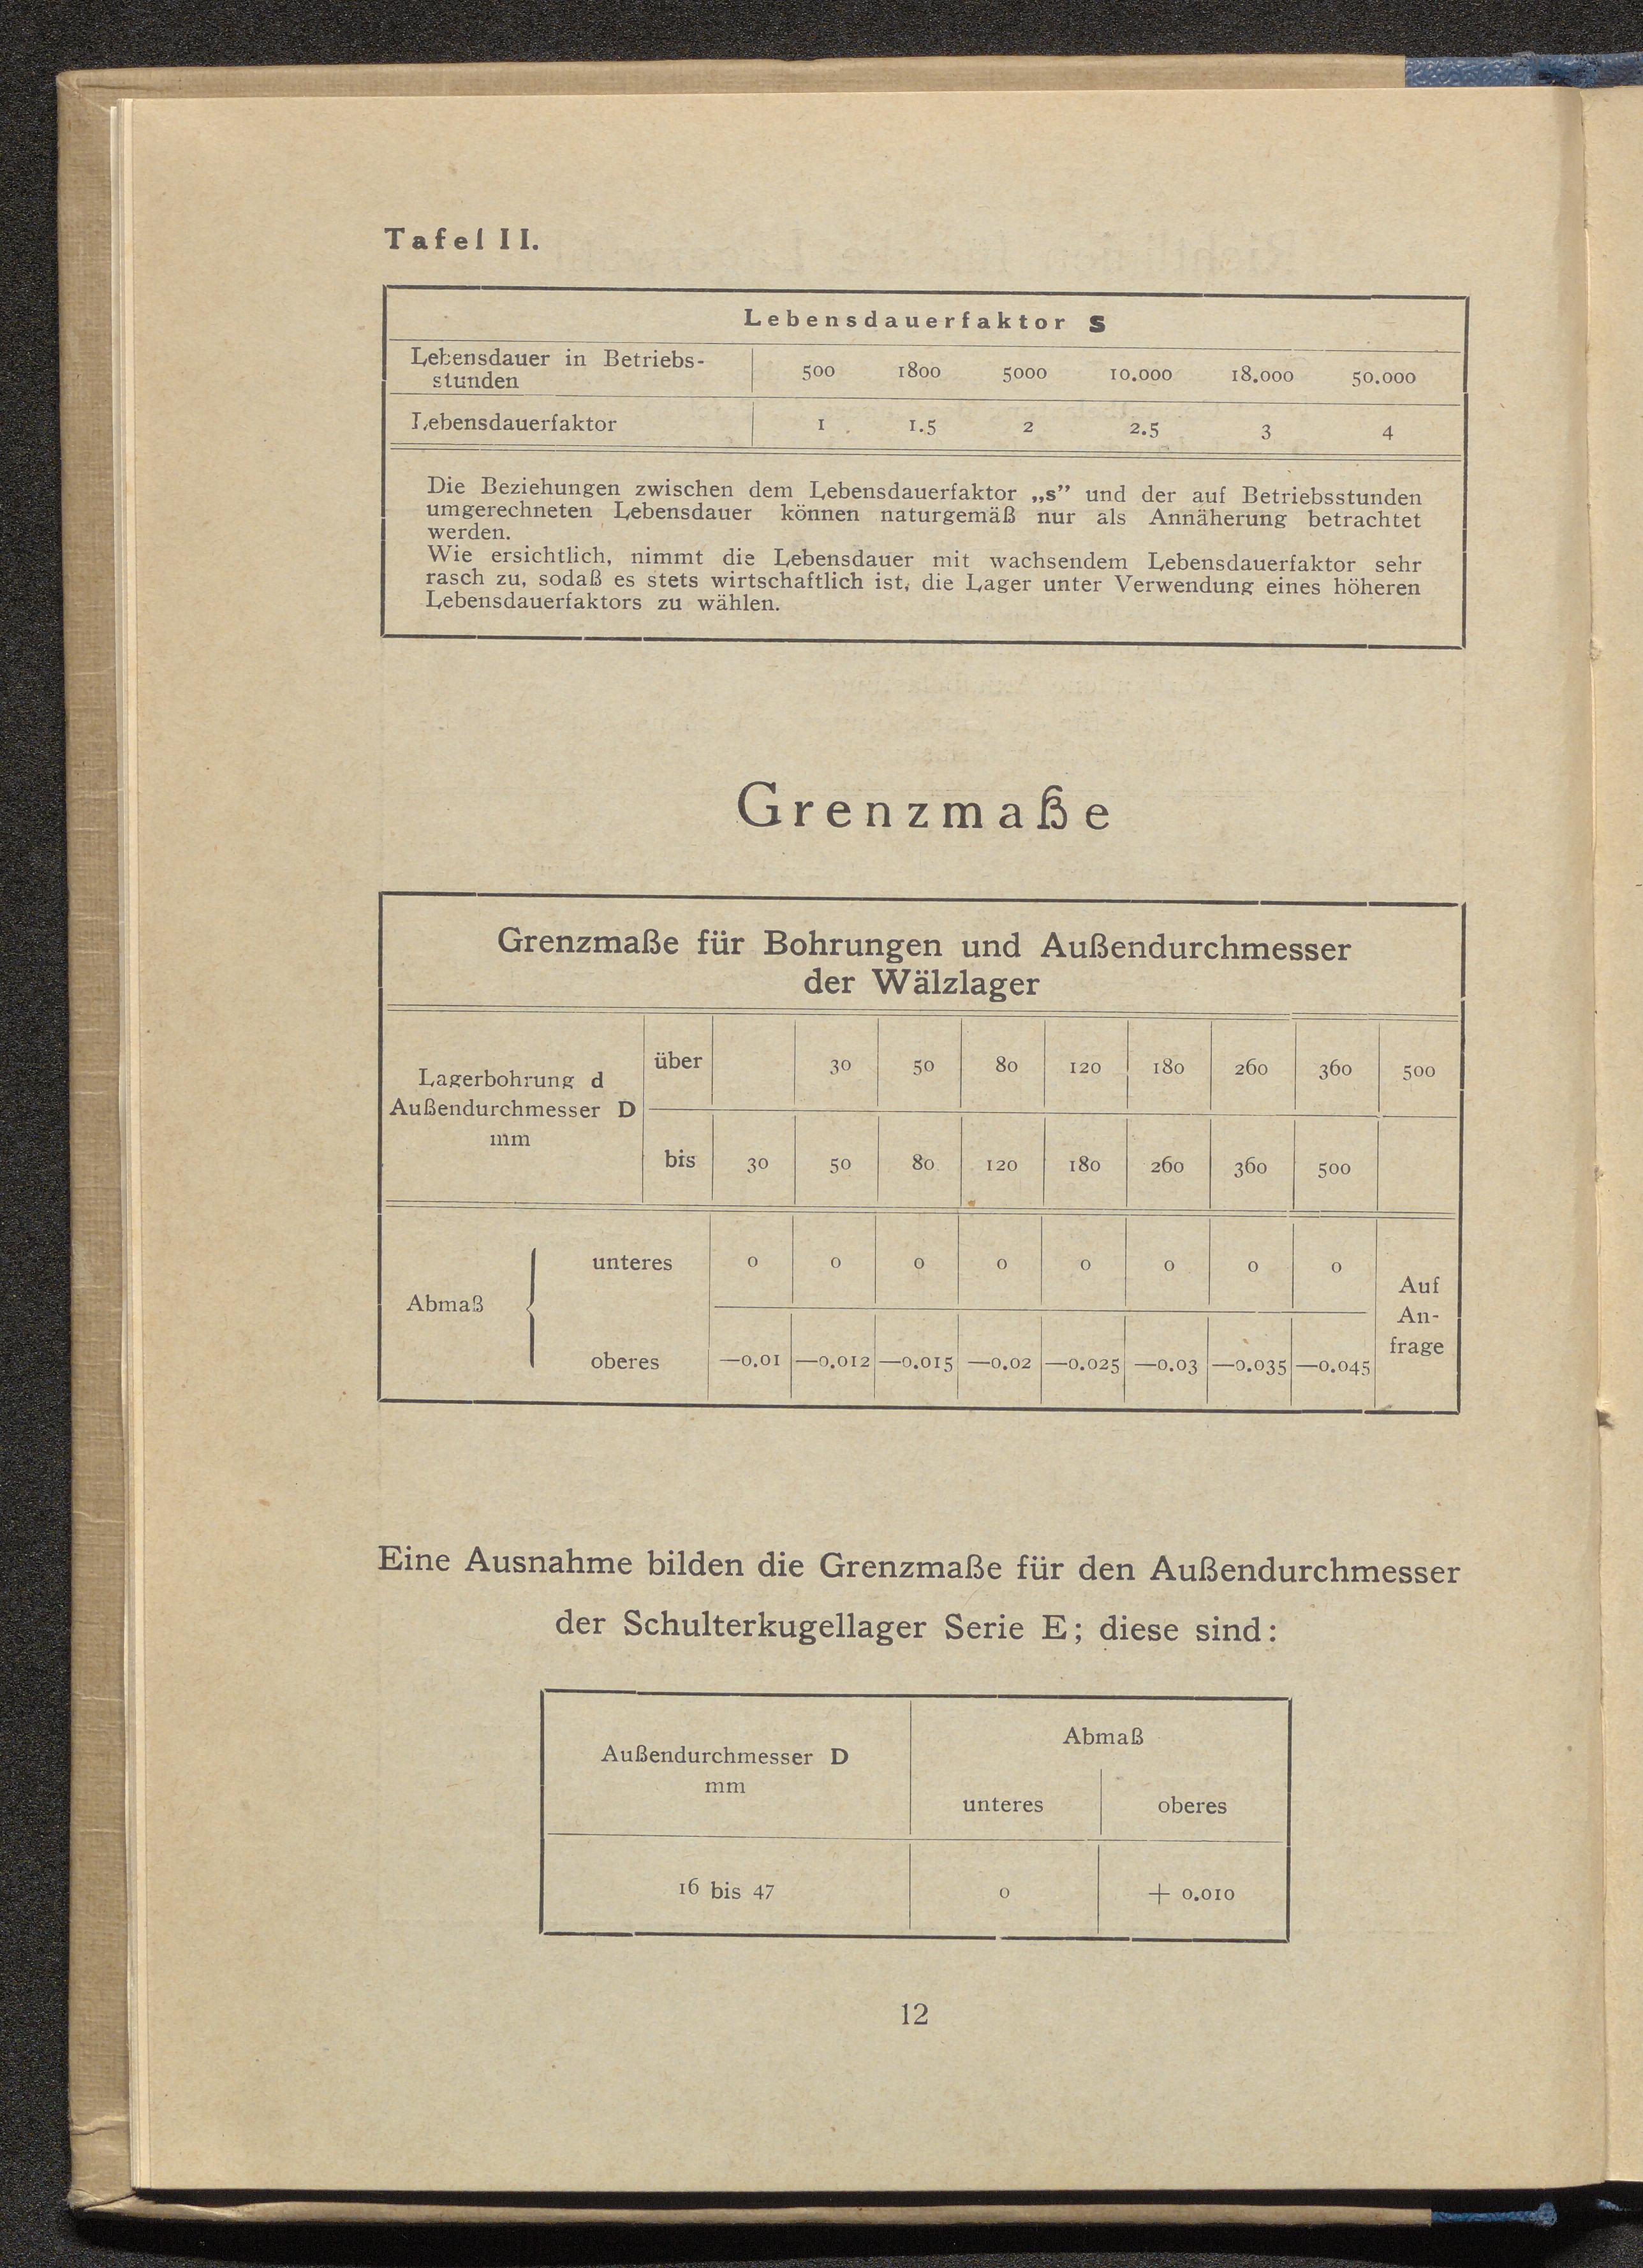 Tafel II.
Lebensdauerfaktor s
Lebensdauer in Betriebs-
stunden
500 1800 5000 10.000 18.000 50.000
Lebensdauerfaktor 1 1.5 2 2.5 3 4
Die Beziehungen zwischen dem Lebensdauerfaktor „s” und der auf Betriebsstunden
umgerechneten Lebensdauer können naturgemäß nur als Annäherung betrachtet
werden.
Wie ersichtlich, nimmt die Lebensdauer mit wachsendem Lebensdauerfaktor sehr
rasch zu, sodaß es stets wirtschaftlich ist, die Lager unter Verwendung eines höheren
Lebensdauerfaktors zu wählen.
Grenzmaße
Grenzmaße für Bohrungen und Außendurchmesser
der Wälzlager
Lagerbohrung d
Außendurchmesser D
mm
über 30 50 80 120 180 260 360 500
bis 30 50 80 120 180 260 360 500
Abmaß
unteres 0 0 0 0 0 0 0 0
oberes —0.01 —0.012 —0.015 —0.02 —0.025 —0.03 —0.035 —0.045
Auf
An-
frage
Eine Ausnahme bilden die Grenzmaße für den Außendurchmesser
der Schulterkugellager Serie E; diese sind:
Außendurchmesser D
mm
Abmaß
unteres oberes
16 bis 47 0 + 0.010
12